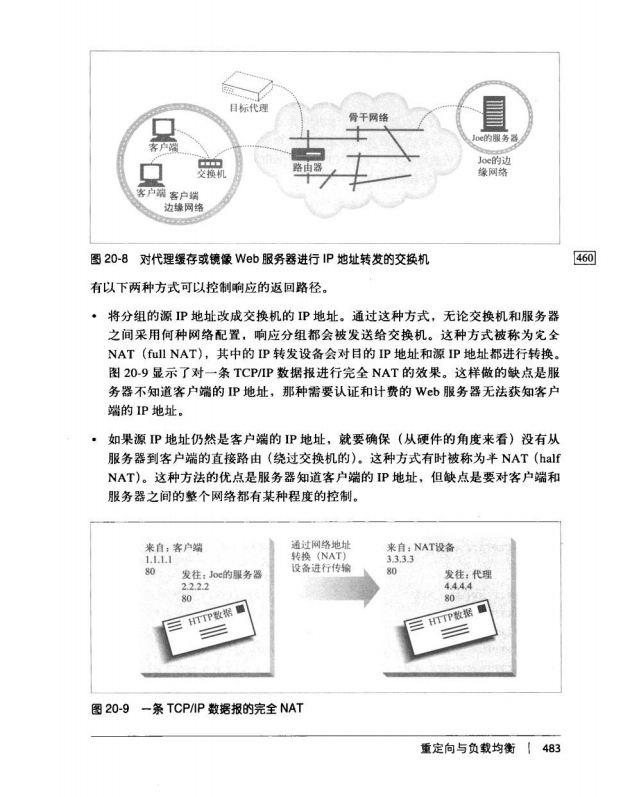 目标代理
骨干网络
客户端
交换机
客户端 客户端
边缘网络
路由器
Joe的服务器
Joe的边
缘网络
图 20-8 对代理缓存或镜像 Web 服务器进行 IP 地址转发的交换机
460
有以下两种方式可以控制响应的返回路径。
• 将分组的源 IP 地址改成交换机的 IP 地址。通过这种方式，无论交换机和服务器
之间采用何种网络配置，响应分组都会被发送给交换机。这种方式被称为完全
NAT（full NAT），其中的 IP 转发设备会对目的 IP 地址和源 IP 地址都进行转换。
图 20-9 显示了对一条 TCP/IP 数据报进行完全 NAT 的效果。这样做的缺点是服
务器不知道客户端的 IP 地址，那种需要认证和计费的 Web 服务器无法获知客户
端的 IP 地址。
• 如果源 IP 地址仍然是客户端的 IP 地址，就要确保（从硬件的角度来看）没有从
服务器到客户端的直接路由（绕过交换机的）。这种方式有时被称为半 NAT（half
NAT）。这种方法的优点是服务器知道客户端的 IP 地址，但缺点是要对客户端和
服务器之间的整个网络都有某种程度的控制。
来自：客户端
1.1.1.1
80
发往：Joe的服务器
2.2.2.2
80
HTTP数据
通过网络地址
转换（NAT）
设备进行传输
来自：NAT设备
3.3.3.3
80
发往：代理
4.4.4.4
80
HTTP数据
图 20-9 一条 TCP/IP 数据报的完全 NAT
重定向与负载均衡 | 483